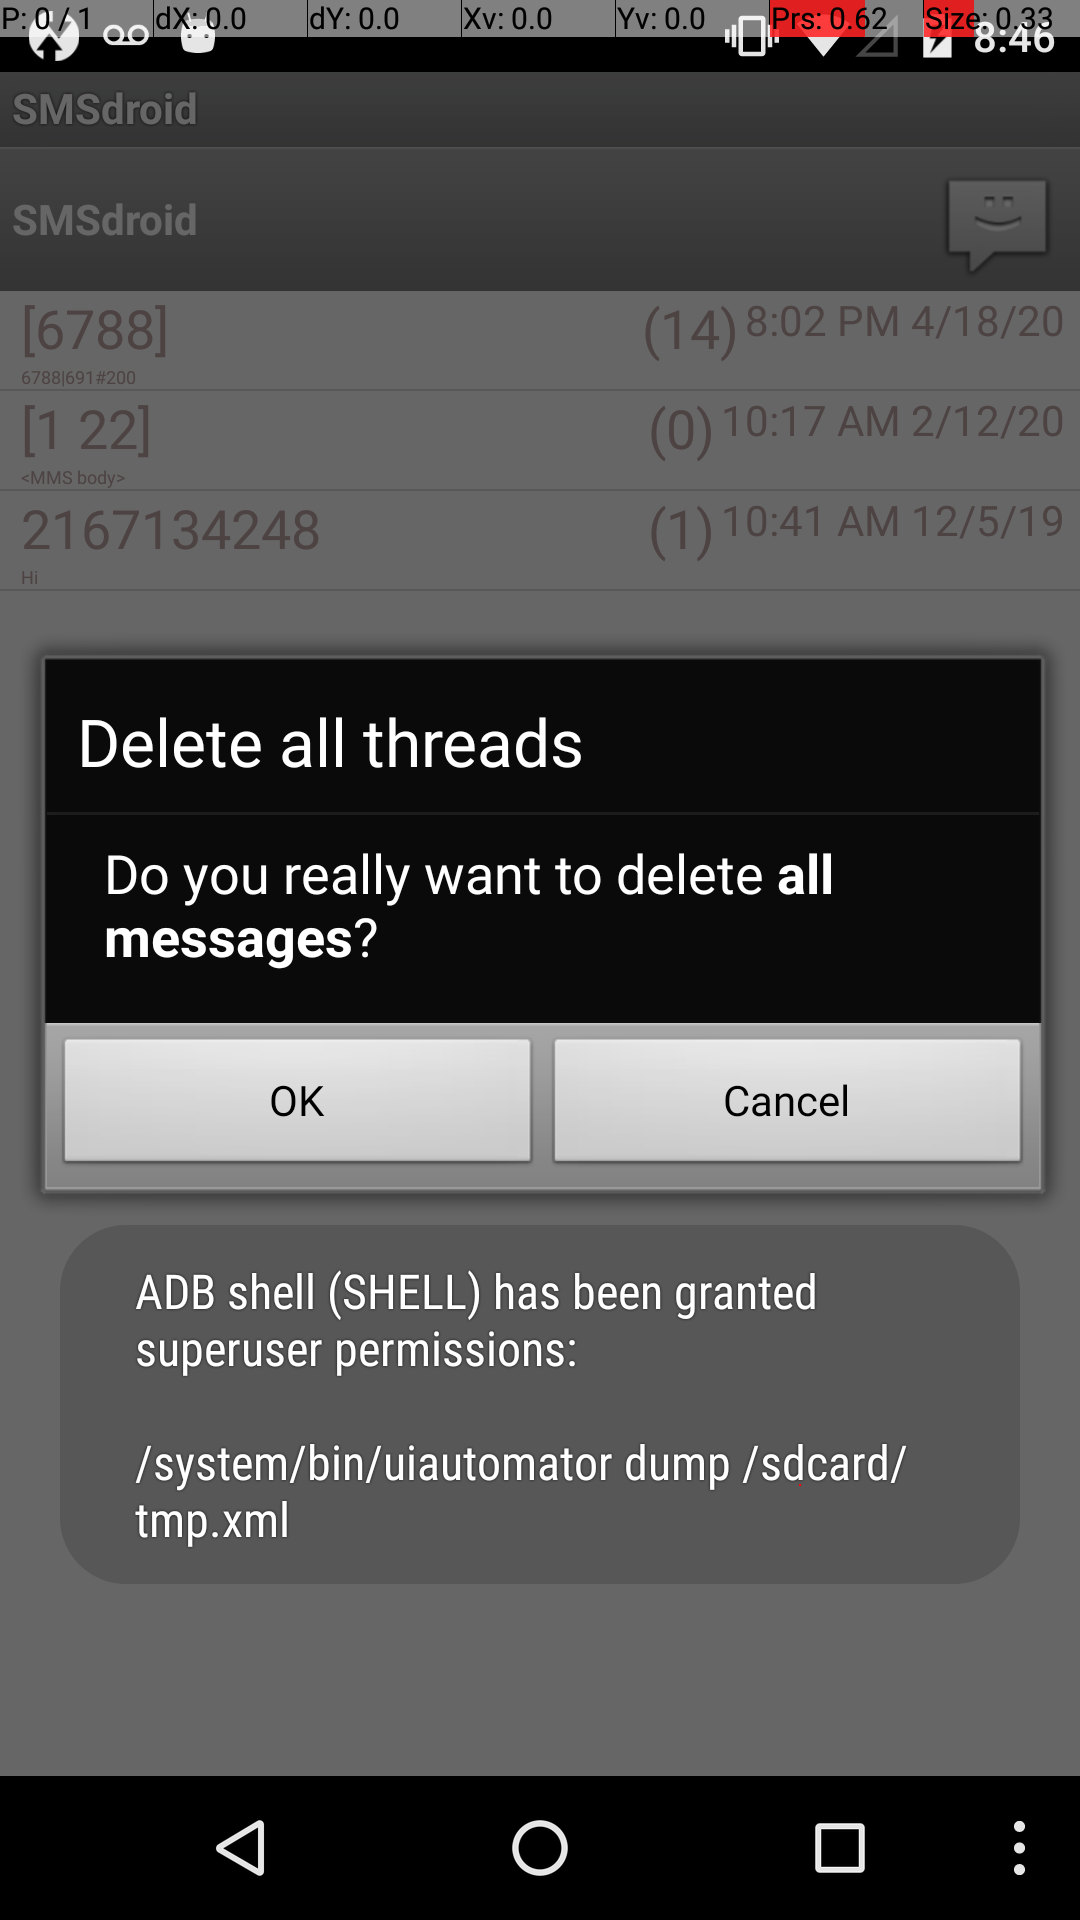 P: 0 / 1 dX: 0.0 dY: 0.0 Xv: 0.0 Yv: 0.0 Prs: 0.62 Size: 0.33
8:46
SMSdroid
SMSdroid
[6788] (14) 8:02 PM 4/18/20
6788|691#200
[1 22] (0) 10:17 AM 2/12/20
<MMS body>
2167134248 (1) 10:41 AM 12/5/19
Hi
Delete all threads
Do you really want to delete all
messages?
OK Cancel
ADB shell (SHELL) has been granted
superuser permissions:
/system/bin/uiautomator dump /sdcard/
tmp.xml